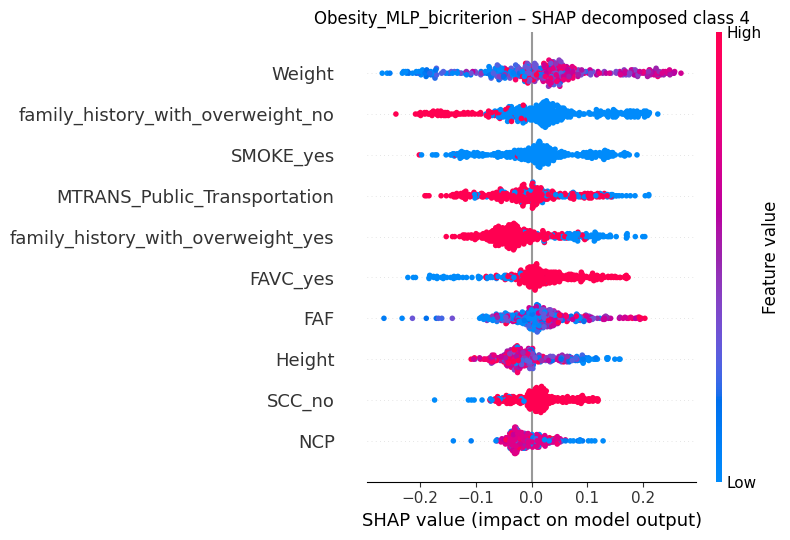 Obesity_MLP_bicriterion – SHAP decomposed class 4
High
Weight
family_history_with_overweight_no
SMOKE_yes
MTRANS_Public_Transportation
family_history_with_overweight_yes
FAVC_yes
FAF
Height
SCC_no
NCP
Feature value
Low
−0.2 −0.1 0.0 0.1 0.2
SHAP value (impact on model output)